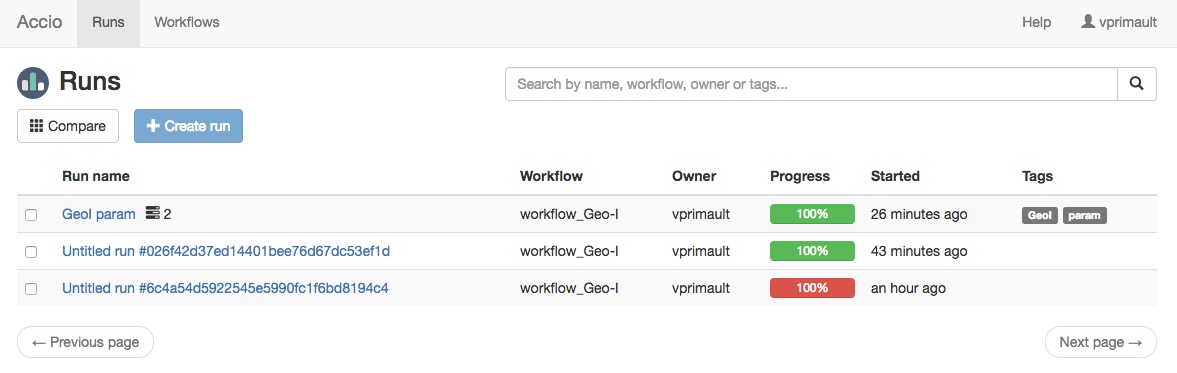 Accio Runs Workflows Help vprimault
Runs
Search by name, workflow, owner or tags...
Compare Create run
Run name Workflow Owner Progress Started Tags
GeoI param 2 workflow_Geo-I vprimault 100% 26 minutes ago GeoI param
Untitled run #026f42d37ed14401bee76d67dc53ef1d workflow_Geo-I vprimault 100% 43 minutes ago
Untitled run #6c4a54d5922545e5990fc1f6bd8194c4 workflow_Geo-I vprimault 100% an hour ago
← Previous page Next page →